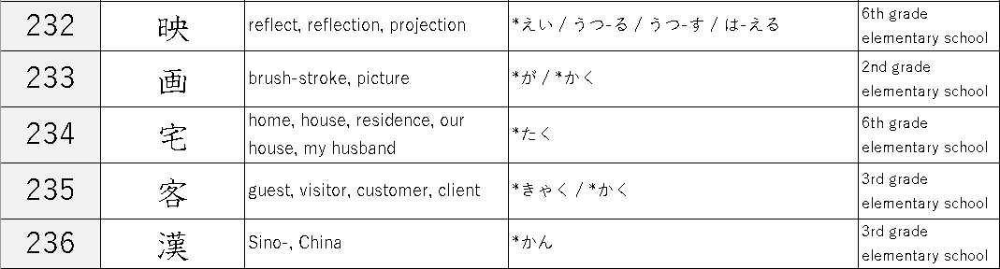 232 映 reflect, reflection, projection *えい / うつ-る / うつ-す / は-える 6th grade
elementary school
233 画 brush-stroke, picture *が / *かく 2nd grade
elementary school
234 宅 home, house, residence, our
house, my husband *たく 6th grade
elementary school
235 客 guest, visitor, customer, client *きゃく / *かく 3rd grade
elementary school
236 漢 Sino-, China *かん 3rd grade
elementary school